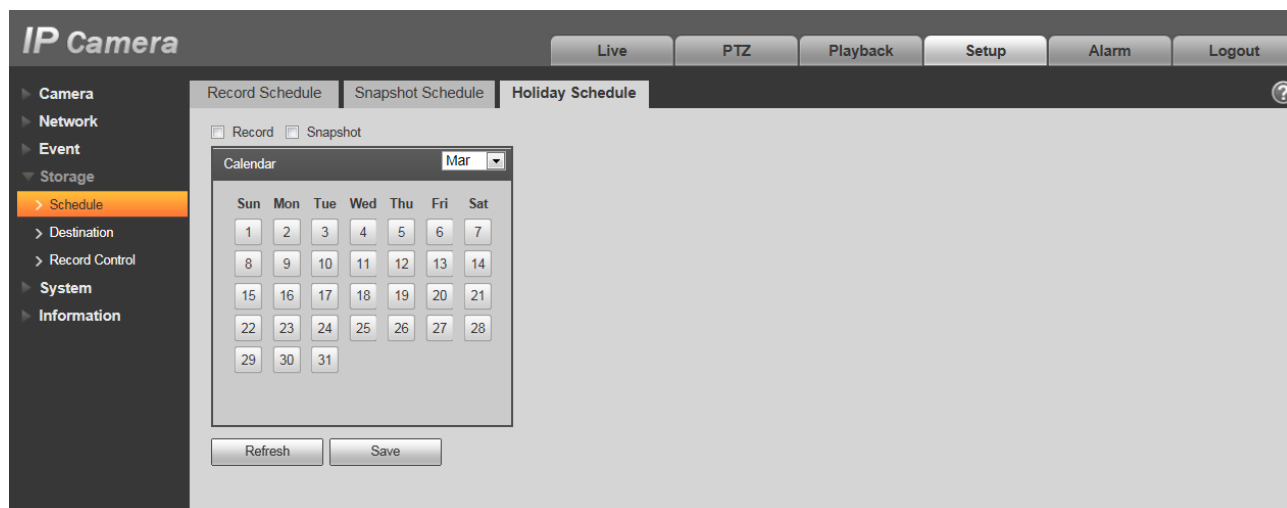 IP Camera
Live PTZ Playback Setup Alarm Logout
Camera
Network
Event
Storage
Schedule
Destination
Record Control
System
Information
Record Schedule Snapshot Schedule Holiday Schedule
?
Record Snapshot
Calendar Mar
Sun Mon Tue Wed Thu Fri Sat
1 2 3 4 5 6 7
8 9 10 11 12 13 14
15 16 17 18 19 20 21
22 23 24 25 26 27 28
29 30 31
Refresh Save